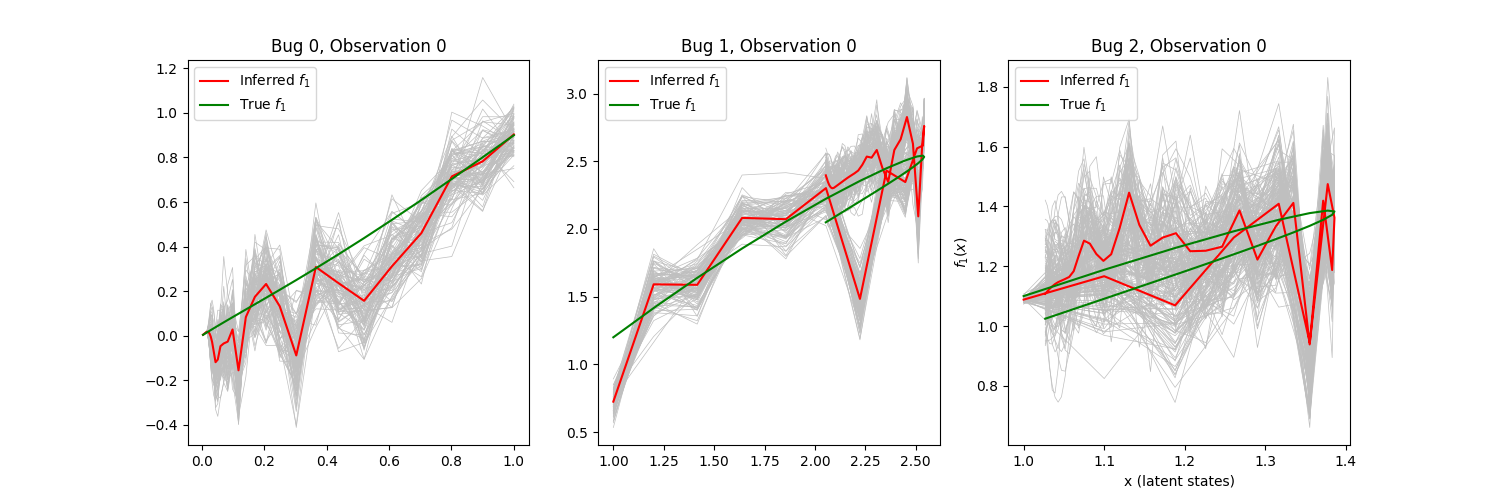 Bug 0, Observation 0
Inferred f₁
True f₁
1.2
1.0
0.8
0.6
0.4
0.2
0.0
−0.2
−0.4
0.0 0.2 0.4 0.6 0.8 1.0
Bug 1, Observation 0
Inferred f₁
True f₁
3.0
2.5
2.0
1.5
1.0
0.5
1.00 1.25 1.50 1.75 2.00 2.25 2.50
Bug 2, Observation 0
Inferred f₁
True f₁
f₁(x)
1.8
1.6
1.4
1.2
1.0
0.8
1.0 1.1 1.2 1.3 1.4
x (latent states)